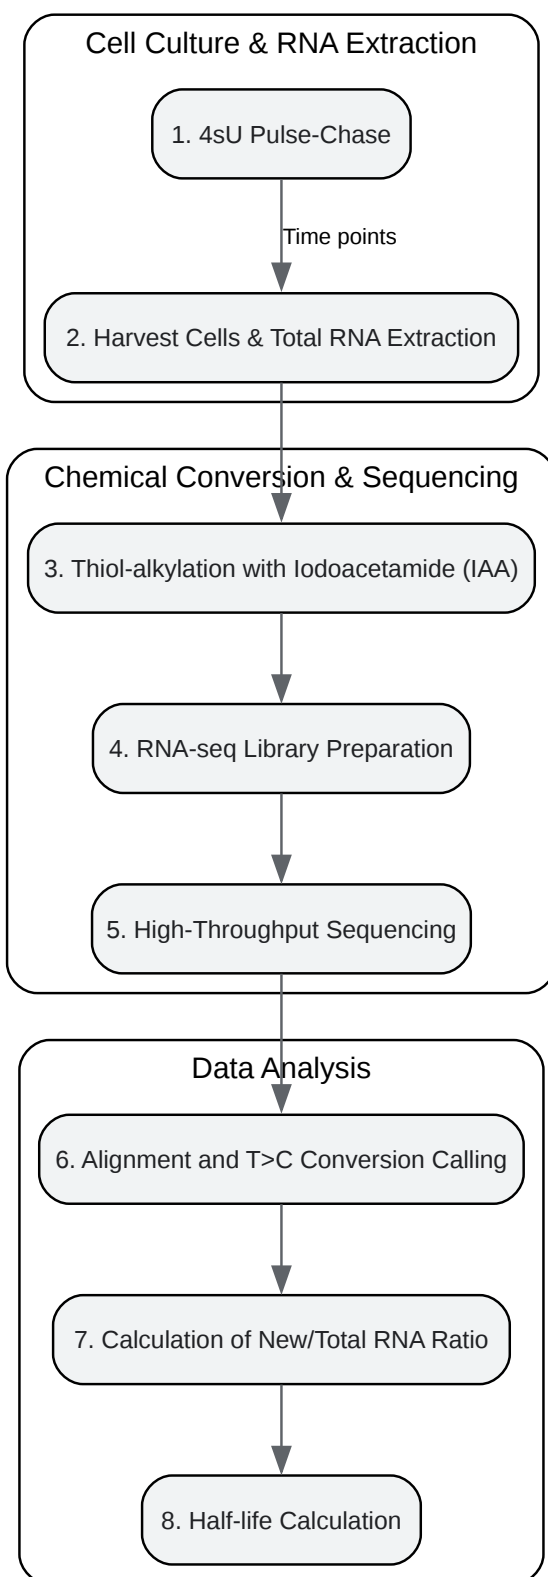 Cell Culture & RNA Extraction
1. 4sU Pulse-Chase
Time points
2. Harvest Cells & Total RNA Extraction
Chemical Conversion & Sequencing
3. Thiol-alkylation with Iodoacetamide (IAA)
4. RNA-seq Library Preparation
5. High-Throughput Sequencing
Data Analysis
6. Alignment and T>C Conversion Calling
7. Calculation of New/Total RNA Ratio
8. Half-life Calculation